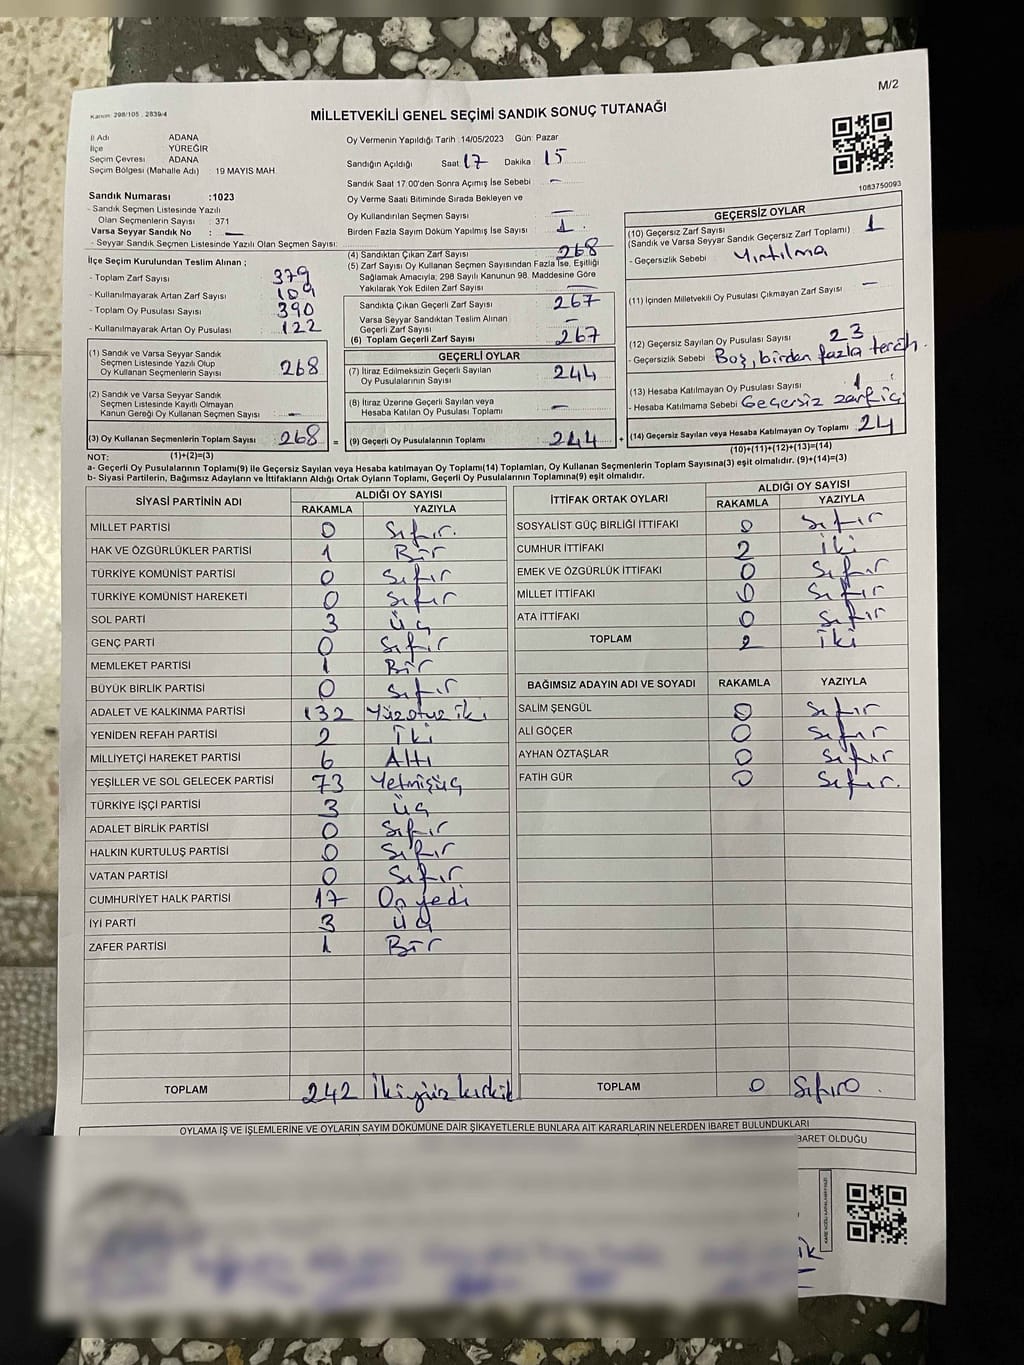 M/2
Kanun: 298/105 , 2839/4
MİLLETVEKİLİ GENEL SEÇİMİ SANDIK SONUÇ TUTANAĞI
İl Adı ADANA
İlçe YÜREĞİR
Seçim Çevresi ADANA
Seçim Bölgesi (Mahalle Adı) 19 MAYIS MAH.
Sandık Numarası :1023
- Sandık Seçmen Listesinde Yazılı
Olan Seçmenlerin Sayısı : 371
Varsa Seyyar Sandık No : —
- Seyyar Sandık Seçmen Listesinde Yazılı Olan Seçmen Sayısı:
Oy Vermenin Yapıldığı Tarih : 14/05/2023 Gün: Pazar
Sandığın Açıldığı Saat: 17 Dakika : 15
Sandık Saat 17.00'den Sonra Açımış İse Sebebi —
Oy Verme Saati Bitiminde Sırada Bekleyen ve
Oy Kullandırılan Seçmen Sayısı —
Birden Fazla Sayım Döküm Yapılmış İse Sayısı 1
1083750093
İlçe Seçim Kurulundan Teslim Alınan ;
- Toplam Zarf Sayısı : 379
- Kullanılmayarak Artan Zarf Sayısı : 109
- Toplam Oy Pusulası Sayısı : 390
- Kullanılmayarak Artan Oy Pusulası : 122
(1) Sandık ve Varsa Seyyar Sandık
Seçmen Listesinde Yazılı Olup
Oy Kullanan Seçmenlerin Sayısı : 268
(2) Sandık ve Varsa Seyyar Sandık
Seçmen Listesinde Kayıtlı Olmayan
Kanun Gereği Oy Kullanan Seçmen Sayısı : —
(3) Oy Kullanan Seçmenlerin Toplam Sayısı : 268 =
(1)+(2)=(3)
(4) Sandıktan Çıkan Zarf Sayısı : 268
(5) Zarf Sayısı Oy Kullanan Seçmen Sayısından Fazla İse, Eşitliği
Sağlamak Amacıyla, 298 Sayılı Kanunun 98. Maddesine Göre
Yakılarak Yok Edilen Zarf Sayısı : —
Sandıkta Çıkan Geçerli Zarf Sayısı : 267
Varsa Seyyar Sandıktan Teslim Alınan
Geçerli Zarf Sayısı : —
(6) Toplam Geçerli Zarf Sayısı : 267
GEÇERLİ OYLAR
(7) İtiraz Edilmeksizin Geçerli Sayılan
Oy Pusulalarının Sayısı : 244
(8) İtiraz Üzerine Geçerli Sayılan veya
Hesaba Katılan Oy Pusulası Toplamı : —
(9) Geçerli Oy Pusulalarının Toplamı : 244 +
GEÇERSİZ OYLAR
(10) Geçersiz Zarf Sayısı : 1
(Sandık ve Varsa Seyyar Sandık Geçersiz Zarf Toplamı)
- Geçersizlik Sebebi : Yırtılma
(11) İçinden Milletvekili Oy Pusulası Çıkmayan Zarf Sayısı : —
(12) Geçersiz Sayılan Oy Pusulası Sayısı : 23
- Geçersizlik Sebebi : Boş, birden fazla tercih.
(13) Hesaba Katılmayan Oy Pusulası Sayısı : 1
- Hesaba Katılmama Sebebi : Geçersiz zarf içi
(14) Geçersiz Sayılan veya Hesaba Katılmayan Oy Toplamı : 24
(10)+(11)+(12)+(13)=(14)
NOT:
a- Geçerli Oy Pusulalarının Toplamı(9) ile Geçersiz Sayılan veya Hesaba katılmayan Oy Toplamı(14) Toplamları, Oy Kullanan Seçmenlerin Toplam Sayısına(3) eşit olmalıdır. (9)+(14)=(3)
b- Siyasi Partilerin, Bağımsız Adayların ve İttifakların Aldığı Ortak Oyların Toplamı, Geçerli Oy Pusulalarının Toplamına(9) eşit olmalıdır.
SİYASİ PARTİNİN ADI ALDIĞI OY SAYISI
RAKAMLA YAZIYLA
MİLLET PARTİSİ 0 Sıfır.
HAK VE ÖZGÜRLÜKLER PARTİSİ 1 Bir
TÜRKİYE KOMÜNİST PARTİSİ 0 Sıfır
TÜRKİYE KOMÜNİST HAREKETİ 0 Sıfır
SOL PARTİ 3 Üç
GENÇ PARTİ 0 Sıfır
MEMLEKET PARTİSİ 1 Bir
BÜYÜK BİRLİK PARTİSİ 0 Sıfır
ADALET VE KALKINMA PARTİSİ 132 Yüzotuz iki
YENİDEN REFAH PARTİSİ 2 İki
MİLLİYETÇİ HAREKET PARTİSİ 6 Altı
YEŞİLLER VE SOL GELECEK PARTİSİ 73 Yetmişüç
TÜRKİYE İŞÇİ PARTİSİ 3 üç
ADALET BİRLİK PARTİSİ 0 Sıfır
HALKIN KURTULUŞ PARTİSİ 0 Sıfır
VATAN PARTİSİ 0 Sıfır
CUMHURİYET HALK PARTİSİ 17 On yedi
İYİ PARTİ 3 üç
ZAFER PARTİSİ 1 Bir
TOPLAM 242 İkiyüz kırkik
İTTİFAK ORTAK OYLARI ALDIĞI OY SAYISI
RAKAMLA YAZIYLA
SOSYALİST GÜÇ BİRLİĞİ İTTİFAKI 0 Sıfır
CUMHUR İTTİFAKI 2 İki
EMEK VE ÖZGÜRLÜK İTTİFAKI 0 Sıfır
MİLLET İTTİFAKI 0 Sıfır
ATA İTTİFAKI 0 Sıfır
TOPLAM 2 İki
BAĞIMSIZ ADAYIN ADI VE SOYADI RAKAMLA YAZIYLA
SALİM ŞENGÜL 0 Sıfır
ALİ GÖÇER 0 Sıfır
AYHAN ÖZTAŞLAR 0 Sıfır
FATİH GÜR 0 Sıfır.
TOPLAM 0 Sıfır
OYLAMA İŞ VE İŞLEMLERİNE VE OYLARIN SAYIM DÖKÜMÜNE DAİR ŞİKAYETLERLE BUNLARA AİT KARARLARIN NELERDEN İBARET BULUNDUKLARI
BARET OLDUĞU